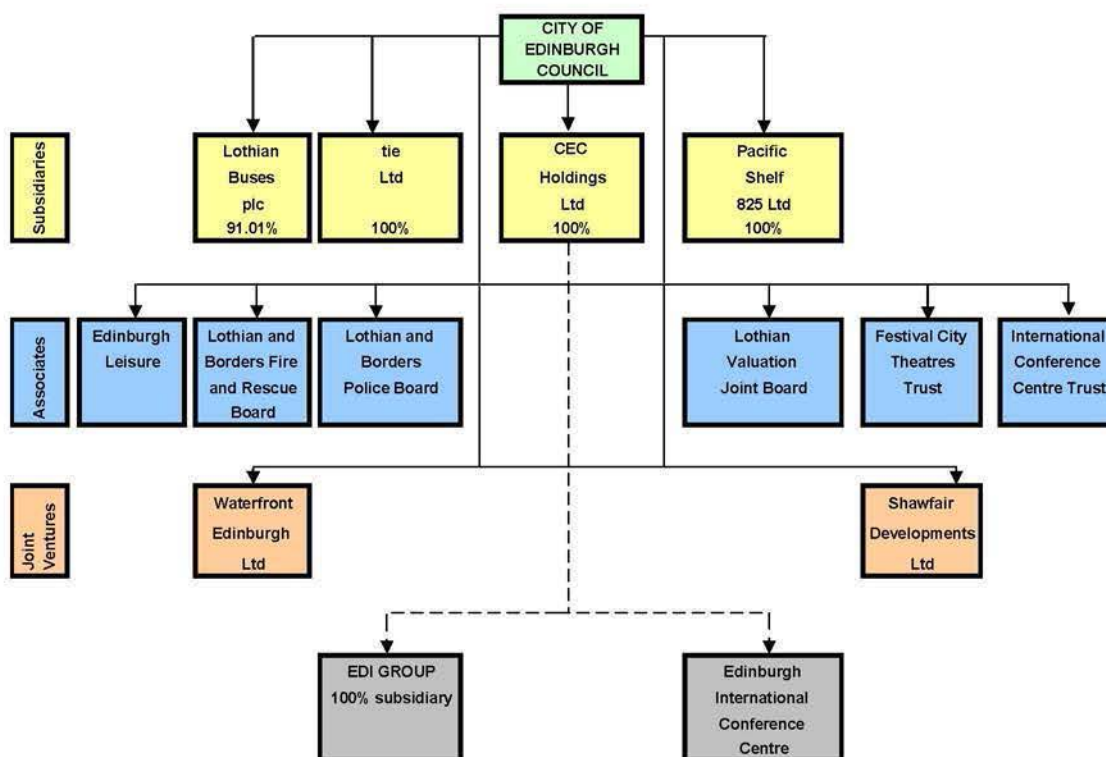 CITY OF
EDINBURGH
COUNCIL
Subsidiaries
Lothian
Buses
plc
91.01%
tie
Ltd
100%
CEC
Holdings
Ltd
100%
Pacific
Shelf
825 Ltd
100%
Associates
Edinburgh
Leisure
Lothian and
Borders Fire
and Rescue
Board
Lothian and
Borders
Police Board
Lothian
Valuation
Joint Board
Festival City
Theatres
Trust
International
Conference
Centre Trust
Joint
Ventures
Waterfront
Edinburgh
Ltd
Shawfair
Developments
Ltd
EDI GROUP
100% subsidiary
Edinburgh
International
Conference
Centre